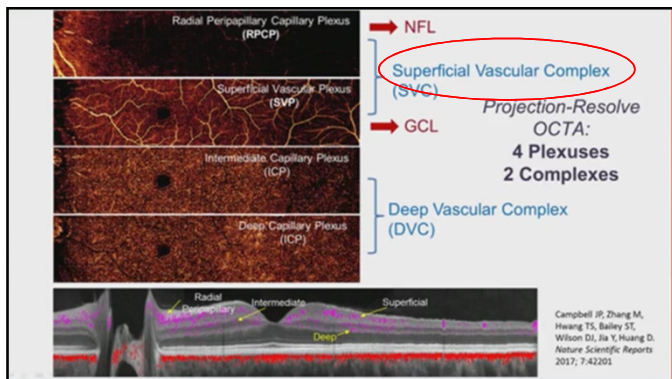 Radial Peripapillary Capillary Plexus
(RPCP)
NFL
Superficial Vascular Complex
(SVC)
Superficial Vascular Plexus
(SVP)
GCL
Projection-Resolve
OCTA:
4 Plexuses
2 Complexes
Intermediate Capillary Plexus
(ICP)
Deep Vascular Complex
(DVC)
Deep Capillary Plexus
(ICP)
Radial
Peripapillary
Intermediate
Superficial
Deep
Campbell JP, Zhang M,
Hwang TS, Bailey ST,
Wilson DJ, Jia Y, Huang D.
Nature Scientific Reports
2017; 7:42201